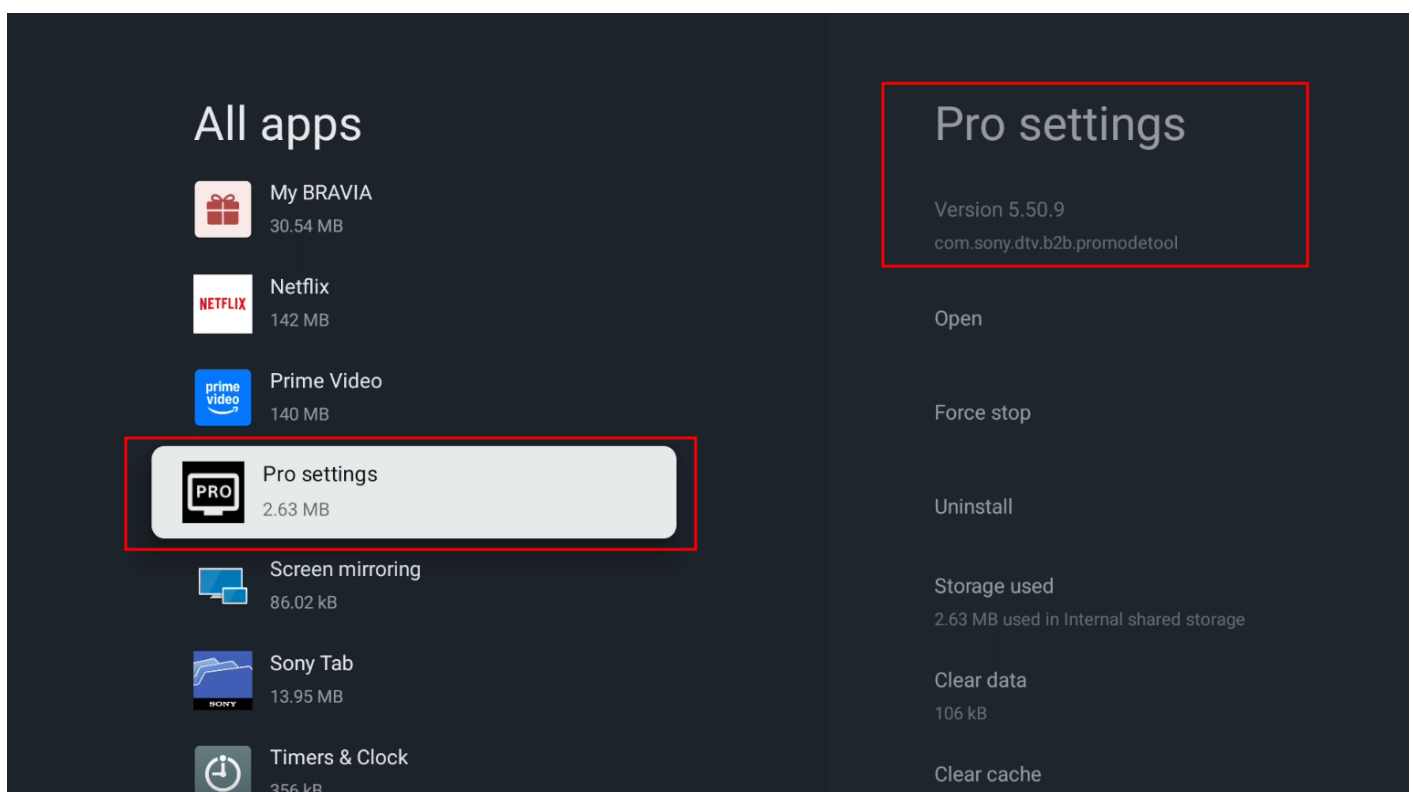 All apps
My BRAVIA
30.54 MB
NETFLIX
Netflix
142 MB
prime
video
Prime Video
140 MB
PRO
Pro settings
2.63 MB
Screen mirroring
86.02 kB
SONY
Sony Tab
13.95 MB
Timers & Clock
356 kB
Pro settings
Version 5.50.9
com.sony.dtv.b2b.promodetool
Open
Force stop
Uninstall
Storage used
2.63 MB used in Internal shared storage
Clear data
106 kB
Clear cache